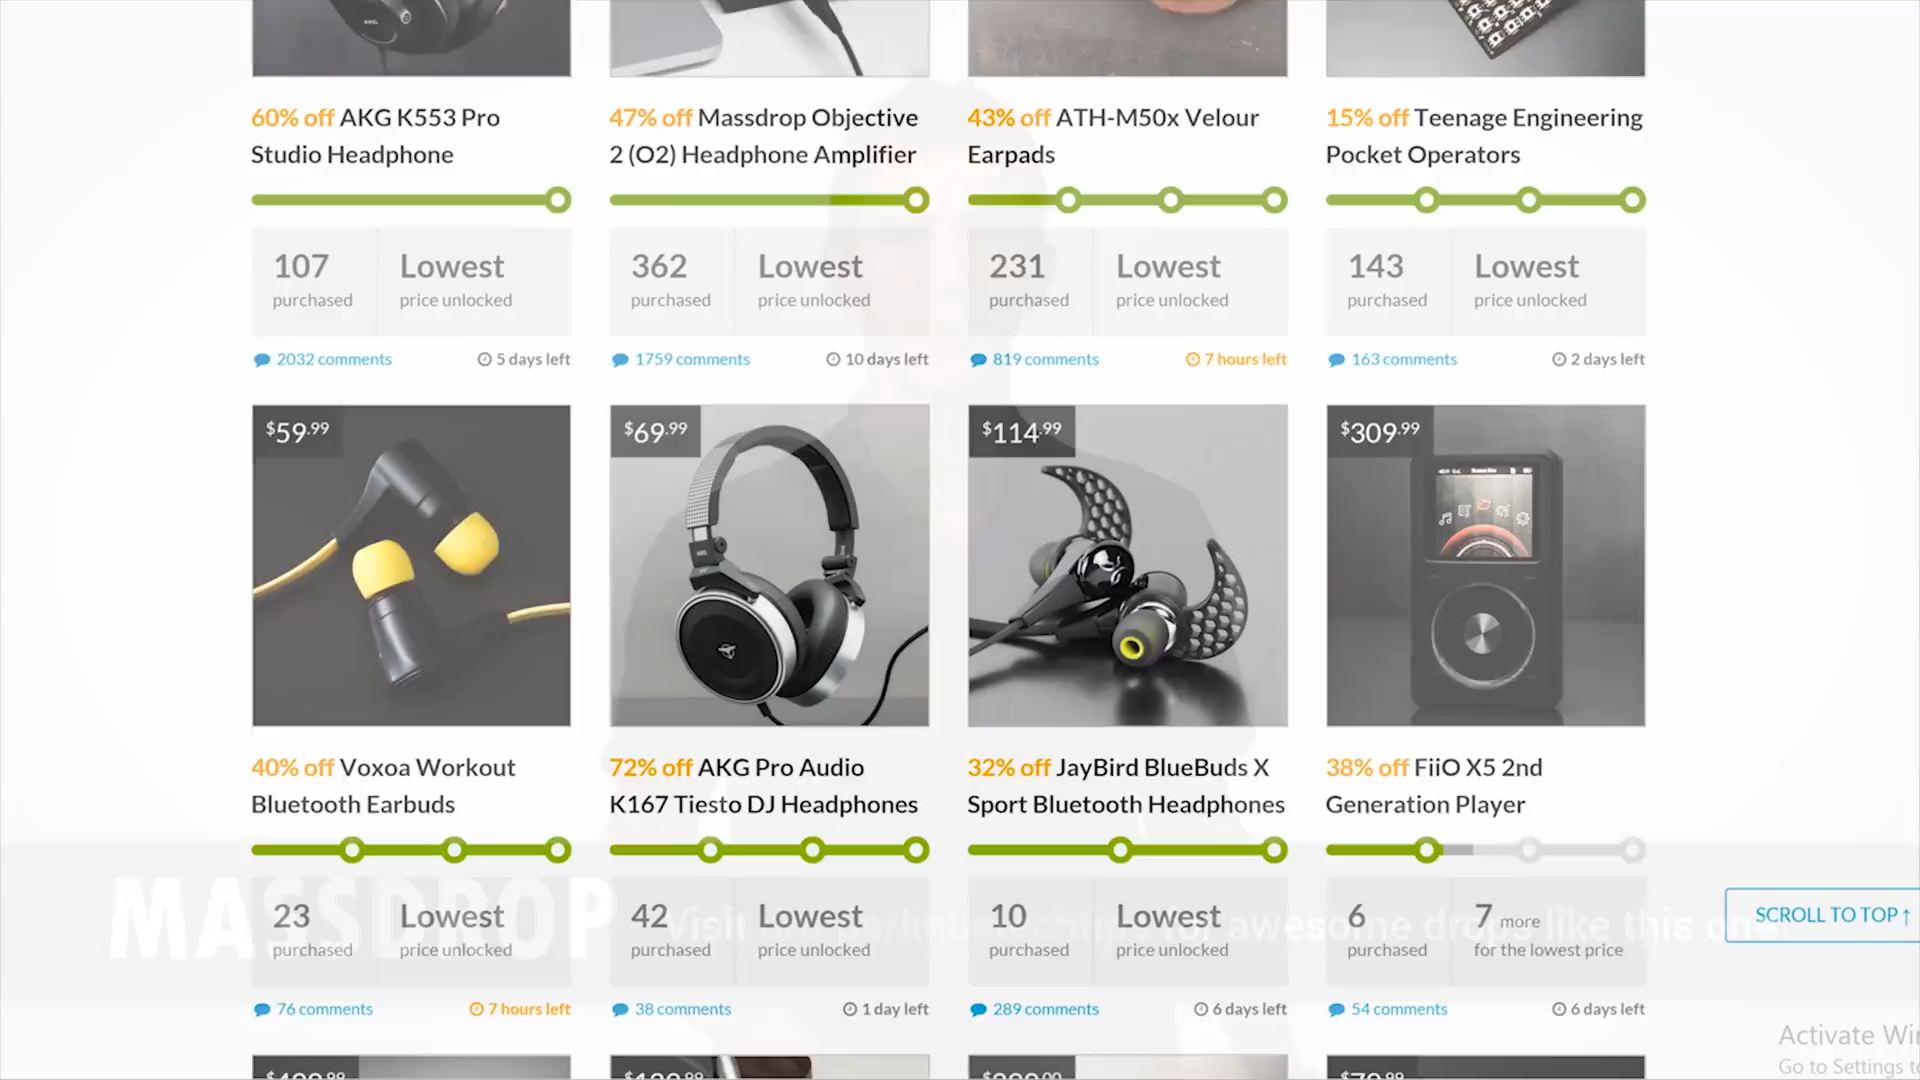 60% off AKG K553 Pro
Studio Headphone
47% off Massdrop Objective
2 (O2) Headphone Amplifier
43% off ATH-M50x Velour
Earpads
15% off Teenage Engineering
Pocket Operators
107 purchased
Lowest price unlocked
362 purchased
Lowest price unlocked
231 purchased
Lowest price unlocked
143 purchased
Lowest price unlocked
2032 comments
5 days left
1759 comments
10 days left
819 comments
7 hours left
163 comments
2 days left
$59.99
$69.99
$114.99
$309.99
40% off Voxoa Workout
Bluetooth Earbuds
72% off AKG Pro Audio
K167 Tiesto DJ Headphones
32% off JayBird BlueBuds X
Sport Bluetooth Headphones
38% off FiiO X5 2nd
Generation Player
MASSDROP
Visit
for awesome drops like this one
23 purchased
Lowest price unlocked
42 purchased
Lowest price unlocked
10 purchased
Lowest price unlocked
6 purchased
7 more
for the lowest price
SCROLL TO TOP ↑
76 comments
7 hours left
38 comments
1 day left
289 comments
6 days left
54 comments
6 days left
Activate
Go to Settings